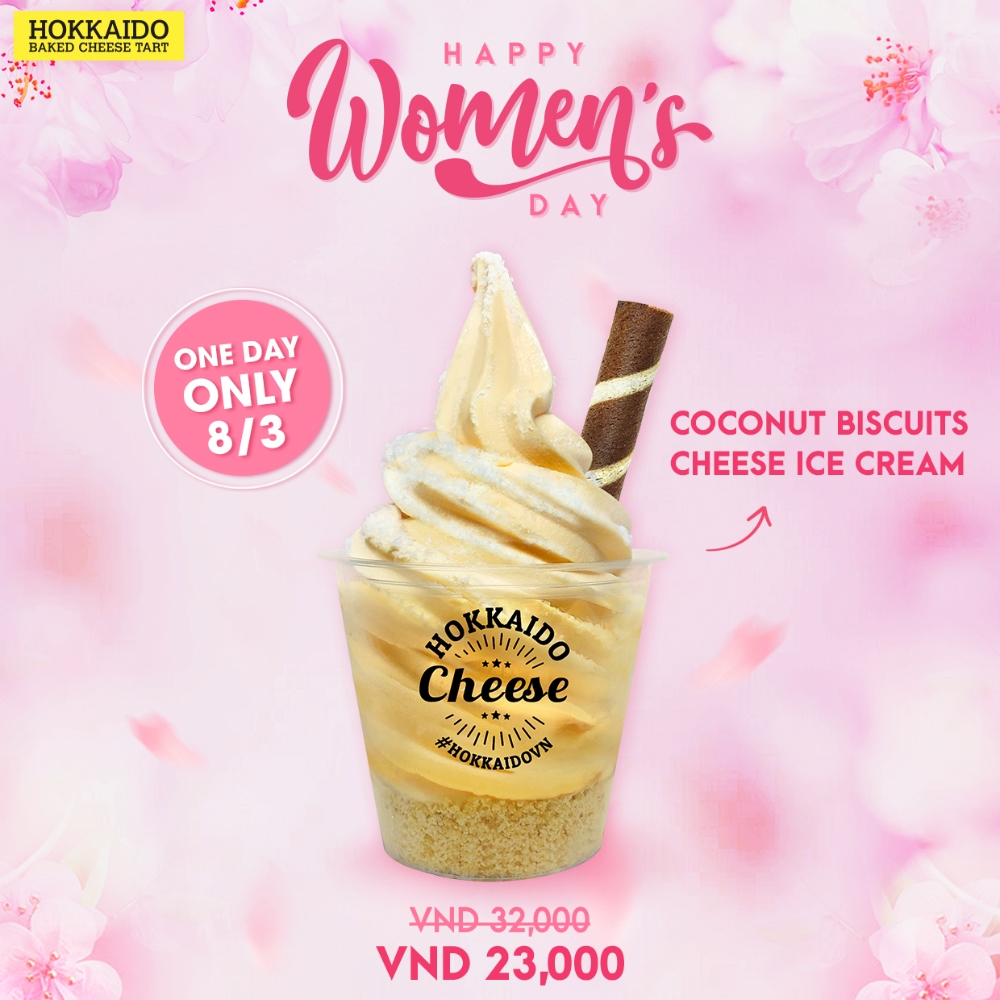 HOKKAIDO
BAKED CHEESE TART
HAPPY
Women's
DAY
ONE DAY
ONLY
8/3
COCONUT BISCUITS
CHEESE ICE CREAM
HOKKAIDO
Cheese
#HOKKAIDOVN
VND 32,000
VND 23,000